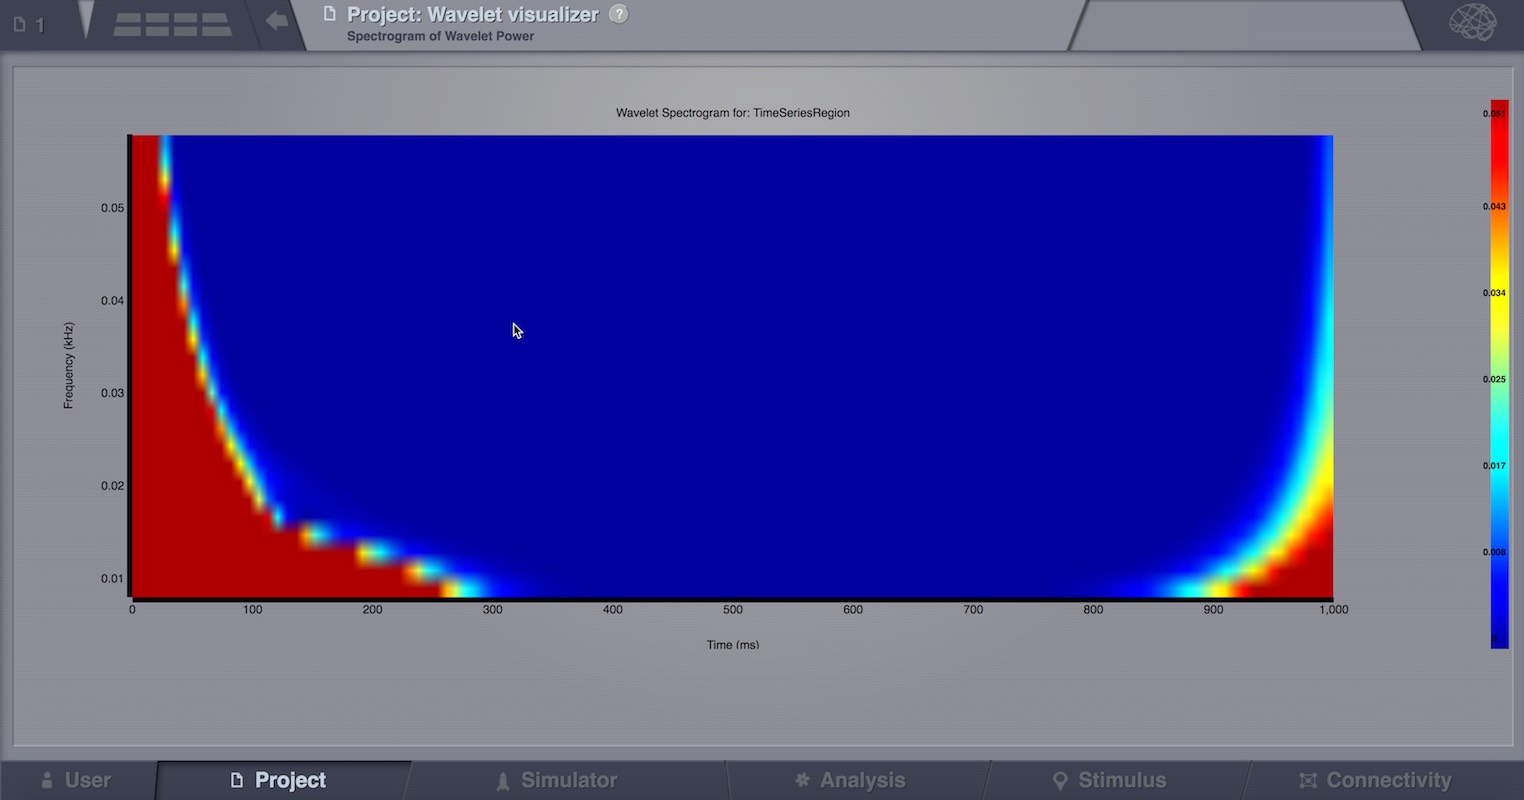 1
Project: Wavelet visualizer ?
Spectrogram of Wavelet Power
Wavelet Spectrogram for: TimeSeriesRegion
0.05
0.04
0.03
0.02
0.01
Frequency (kHz)
0 100 200 300 400 500 600 700 800 900 1,000
Time (ms)
0.051
0.043
0.034
0.025
0.017
0.008
0
User Project Simulator Analysis Stimulus Connectivity